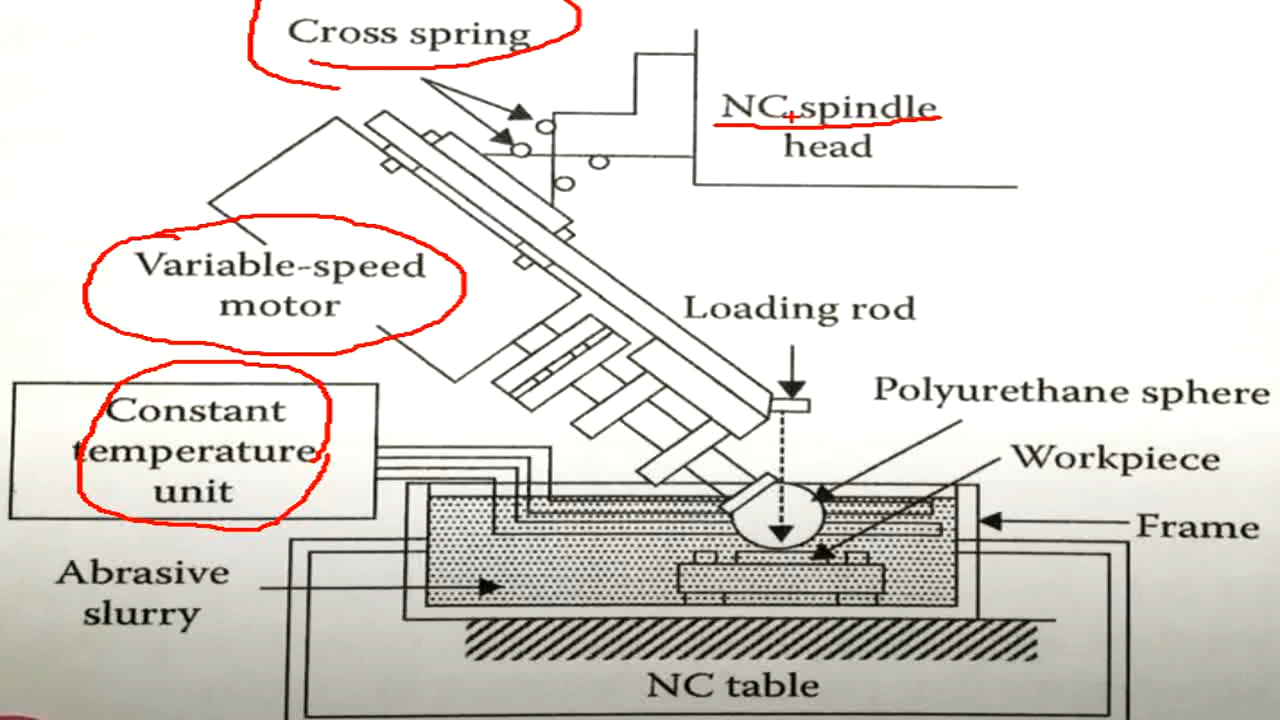 Cross spring
NC spindle
head
Variable-speed
motor
Loading rod
Polyurethane sphere
Constant
temperature
unit
Workpiece
Frame
Abrasive
slurry
NC table